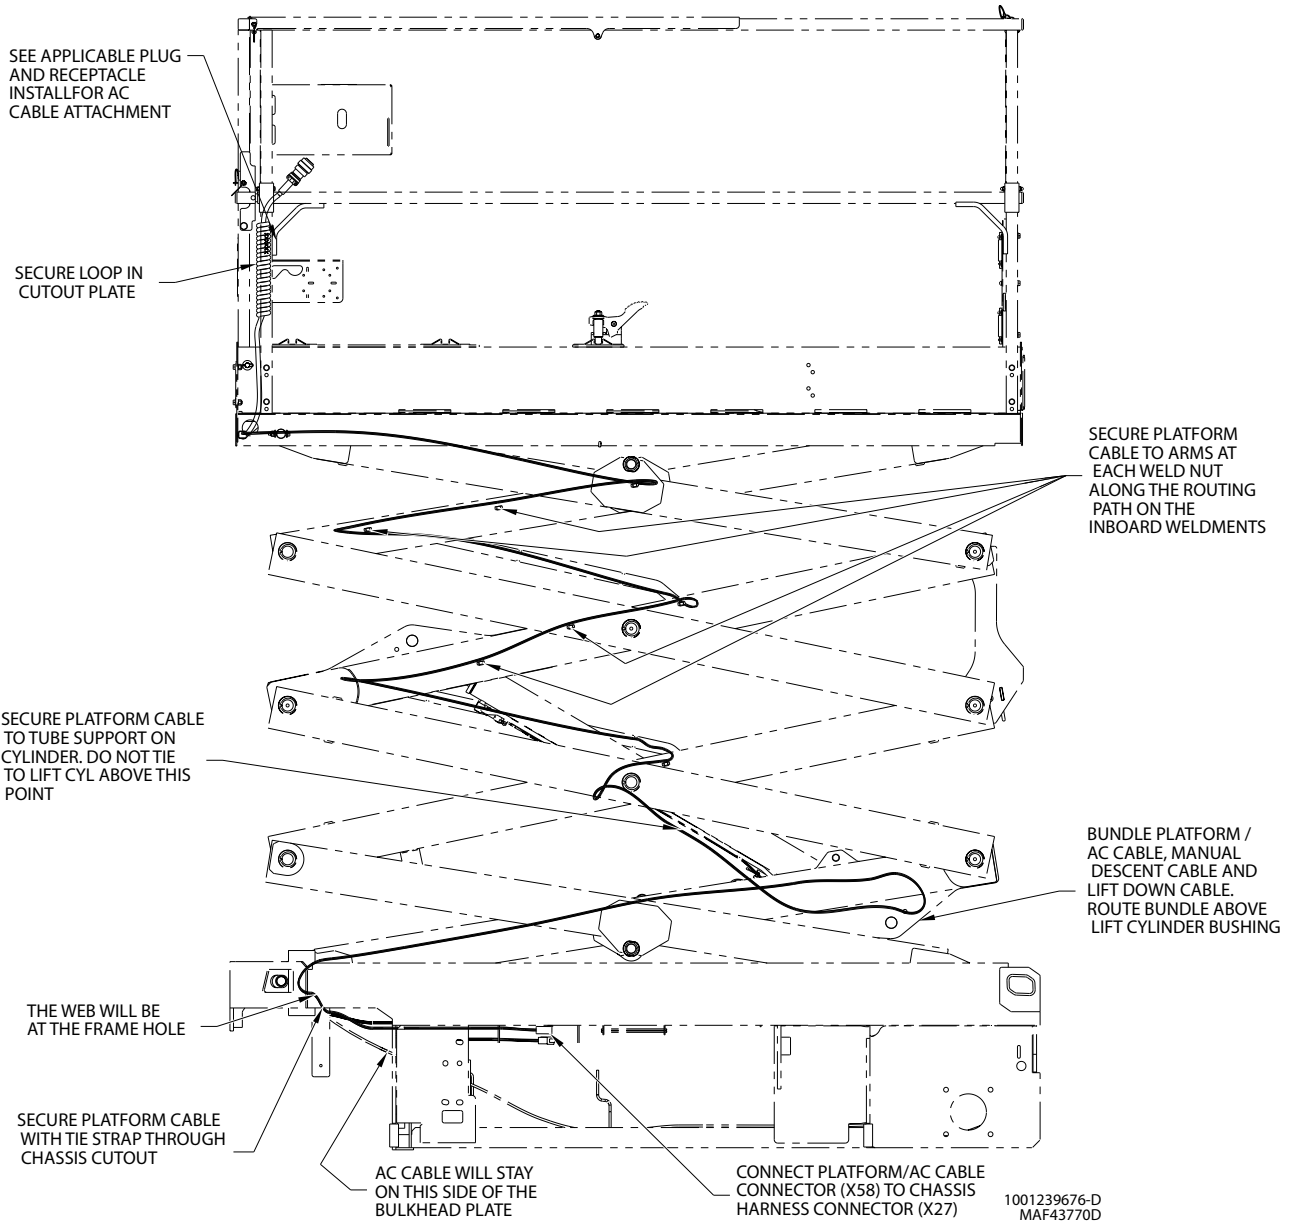 SEE APPLICABLE PLUG
AND RECEPTACLE
INSTALLFOR AC
CABLE ATTACHMENT
SECURE LOOP IN
CUTOUT PLATE
SECURE PLATFORM
CABLE TO ARMS AT
EACH WELD NUT
ALONG THE ROUTING
PATH ON THE
INBOARD WELDMENTS
SECURE PLATFORM CABLE
TO TUBE SUPPORT ON
CYLINDER. DO NOT TIE
TO LIFT CYL ABOVE THIS
POINT
BUNDLE PLATFORM /
AC CABLE, MANUAL
DESCENT CABLE AND
LIFT DOWN CABLE.
ROUTE BUNDLE ABOVE
LIFT CYLINDER BUSHING
THE WEB WILL BE
AT THE FRAME HOLE
SECURE PLATFORM CABLE
WITH TIE STRAP THROUGH
CHASSIS CUTOUT
AC CABLE WILL STAY
ON THIS SIDE OF THE
BULKHEAD PLATE
CONNECT PLATFORM/AC CABLE
CONNECTOR (X58) TO CHASSIS
HARNESS CONNECTOR (X27)
1001239676-D
MAF43770D